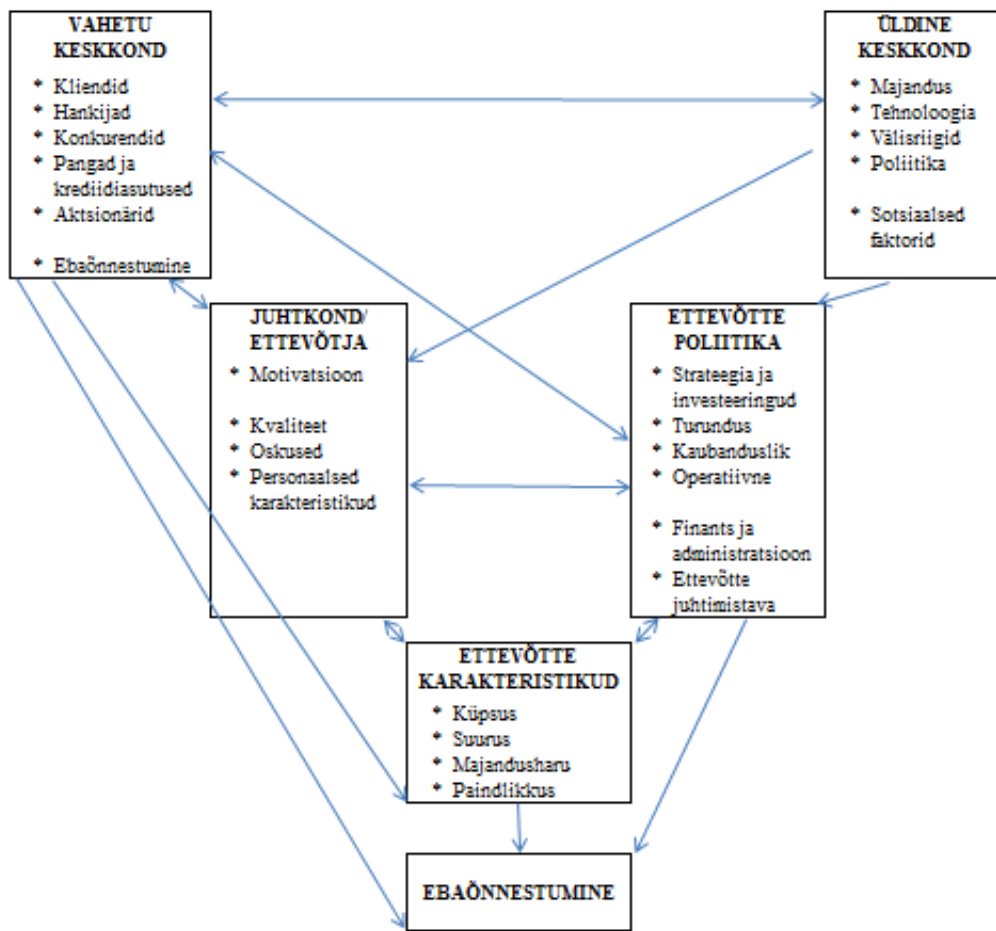 VAHETU
KESKKOND
* Kliendid
* Hankijad
* Konkurendid
* Pangad ja
krediidiasutused
* Aktsionärid
* Ebaõnnestumine
ÜLDINE
KESKKOND
* Majandus
* Tehnoloogia
* Välisriigid
* Poliitika
* Sotsiaalsed
faktorid
JUHTKOND/
ETTEVÕTJA
* Motivatsioon
* Kvaliteet
* Oskused
* Personaalsed
karakteristikud
ETTEVÕTTE
POLIITIKA
* Strateegia ja
investeeringud
* Turundus
* Kaubanduslik
* Operatiivne
* Finants ja
administratsioon
* Ettevõtte
juhtimistava
ETTEVÕTTE
KARAKTERISTIKUD
* Küpsus
* Suurus
* Majandusharu
* Paindlikkus
EBAÕNNESTUMINE